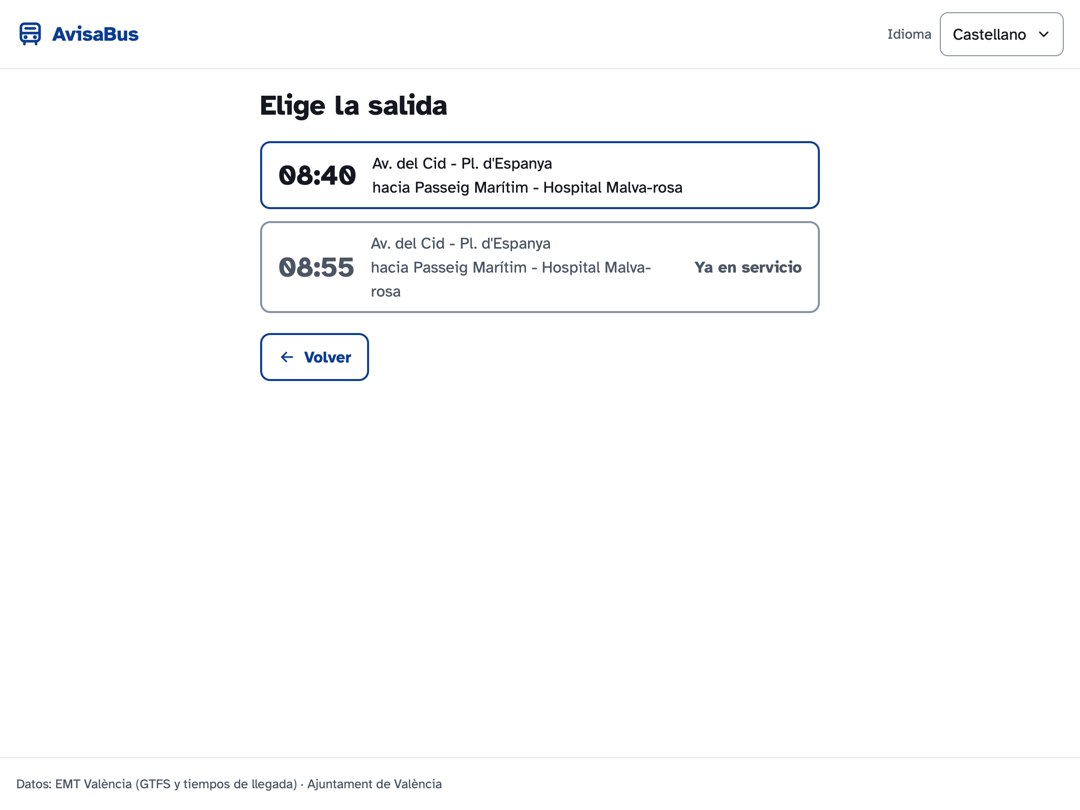 AvisaBus
Idioma
Castellano
Elige la salida
08:40
Av. del Cid - Pl. d'Espanya
hacia Passeig Marítim - Hospital Malva-rosa
08:55
Av. del Cid - Pl. d'Espanya
hacia Passeig Marítim - Hospital Malva-
rosa
Ya en servicio
← Volver
Datos: EMT València (GTFS y tiempos de llegada) · Ajuntament de València